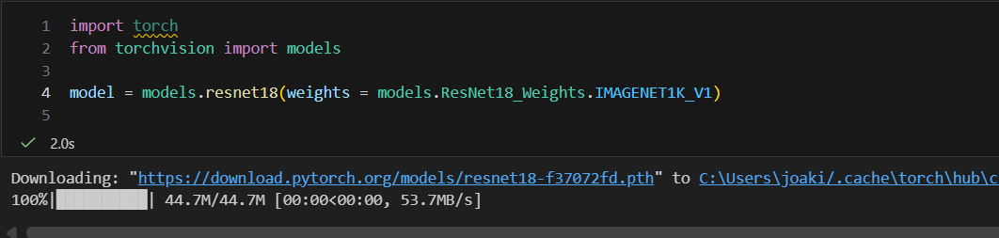 1 import torch
2 from torchvision import models
3
4 model = models.resnet18(weights = models.ResNet18_Weights.IMAGENET1K_V1)
5
2.0s
Downloading: "https://download.pytorch.org/models/resnet18-f37072fd.pth" to C:\Users\joaki/.cache\torch\hub\c
100%|██████████| 44.7M/44.7M [00:00<00:00, 53.7MB/s]